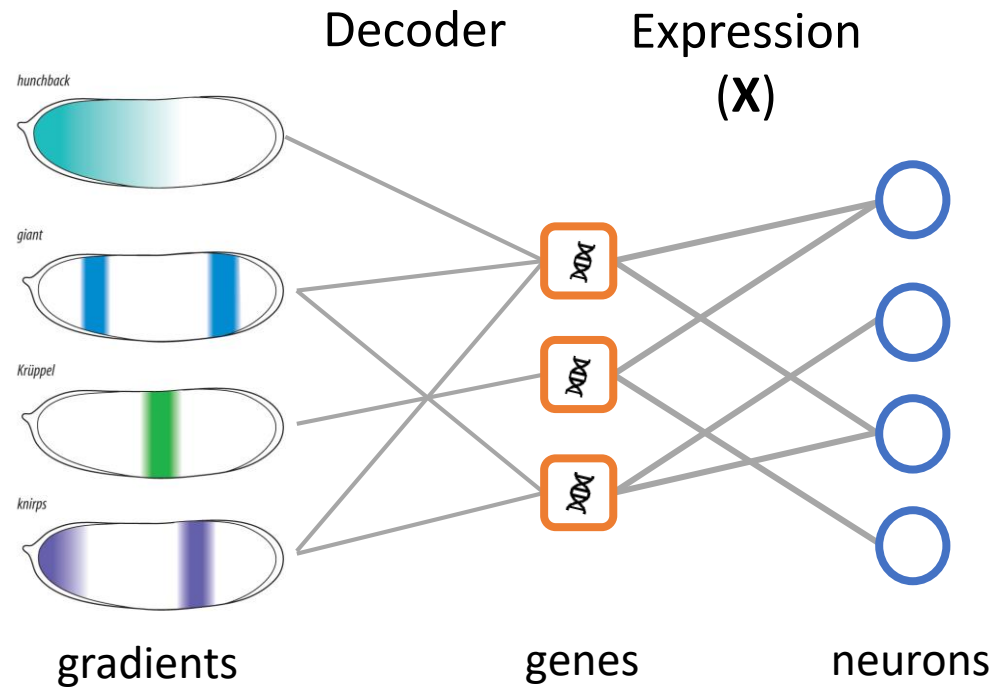 Decoder
Expression
(X)
hunchback
giant
Krüppel
knirps
gradients
genes
neurons